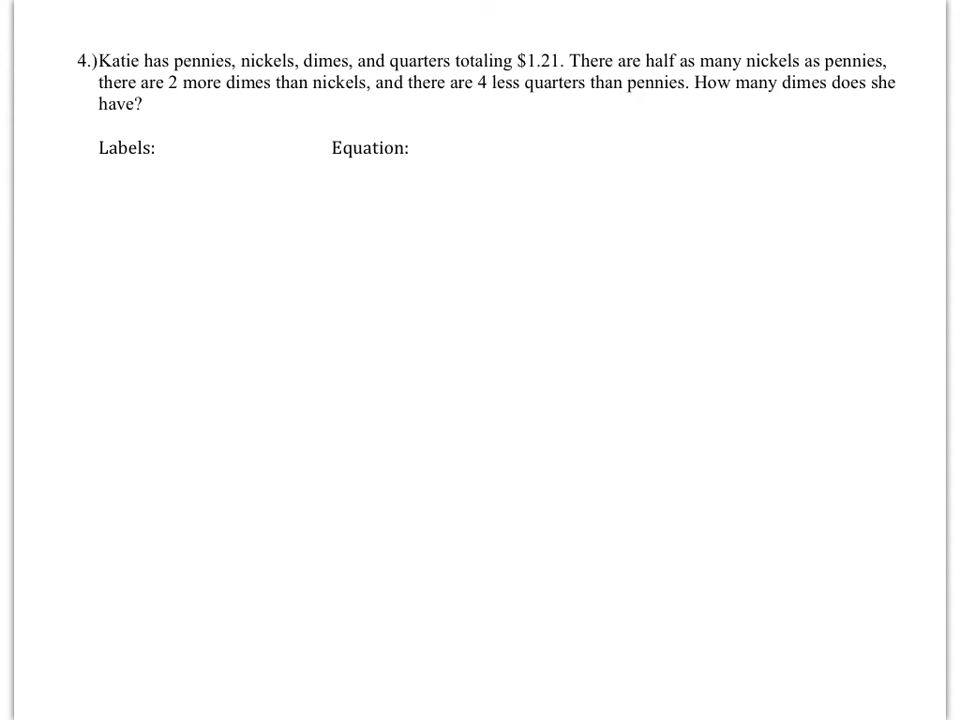 4.)Katie has pennies, nickels, dimes, and quarters totaling $1.21. There are half as many nickels as pennies,
there are 2 more dimes than nickels, and there are 4 less quarters than pennies. How many dimes does she
have?
Labels: Equation: